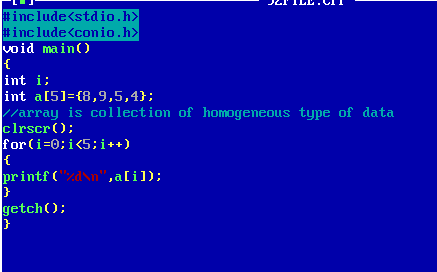 #include<stdio.h>
#include<conio.h>
void main()
{
int i;
int a[5]={8,9,5,4};
//array is collection of homogeneous type of data
clrscr();
for(i=0;i<5;i++)
{
printf("%d\n",a[i]);
}
getch();
}